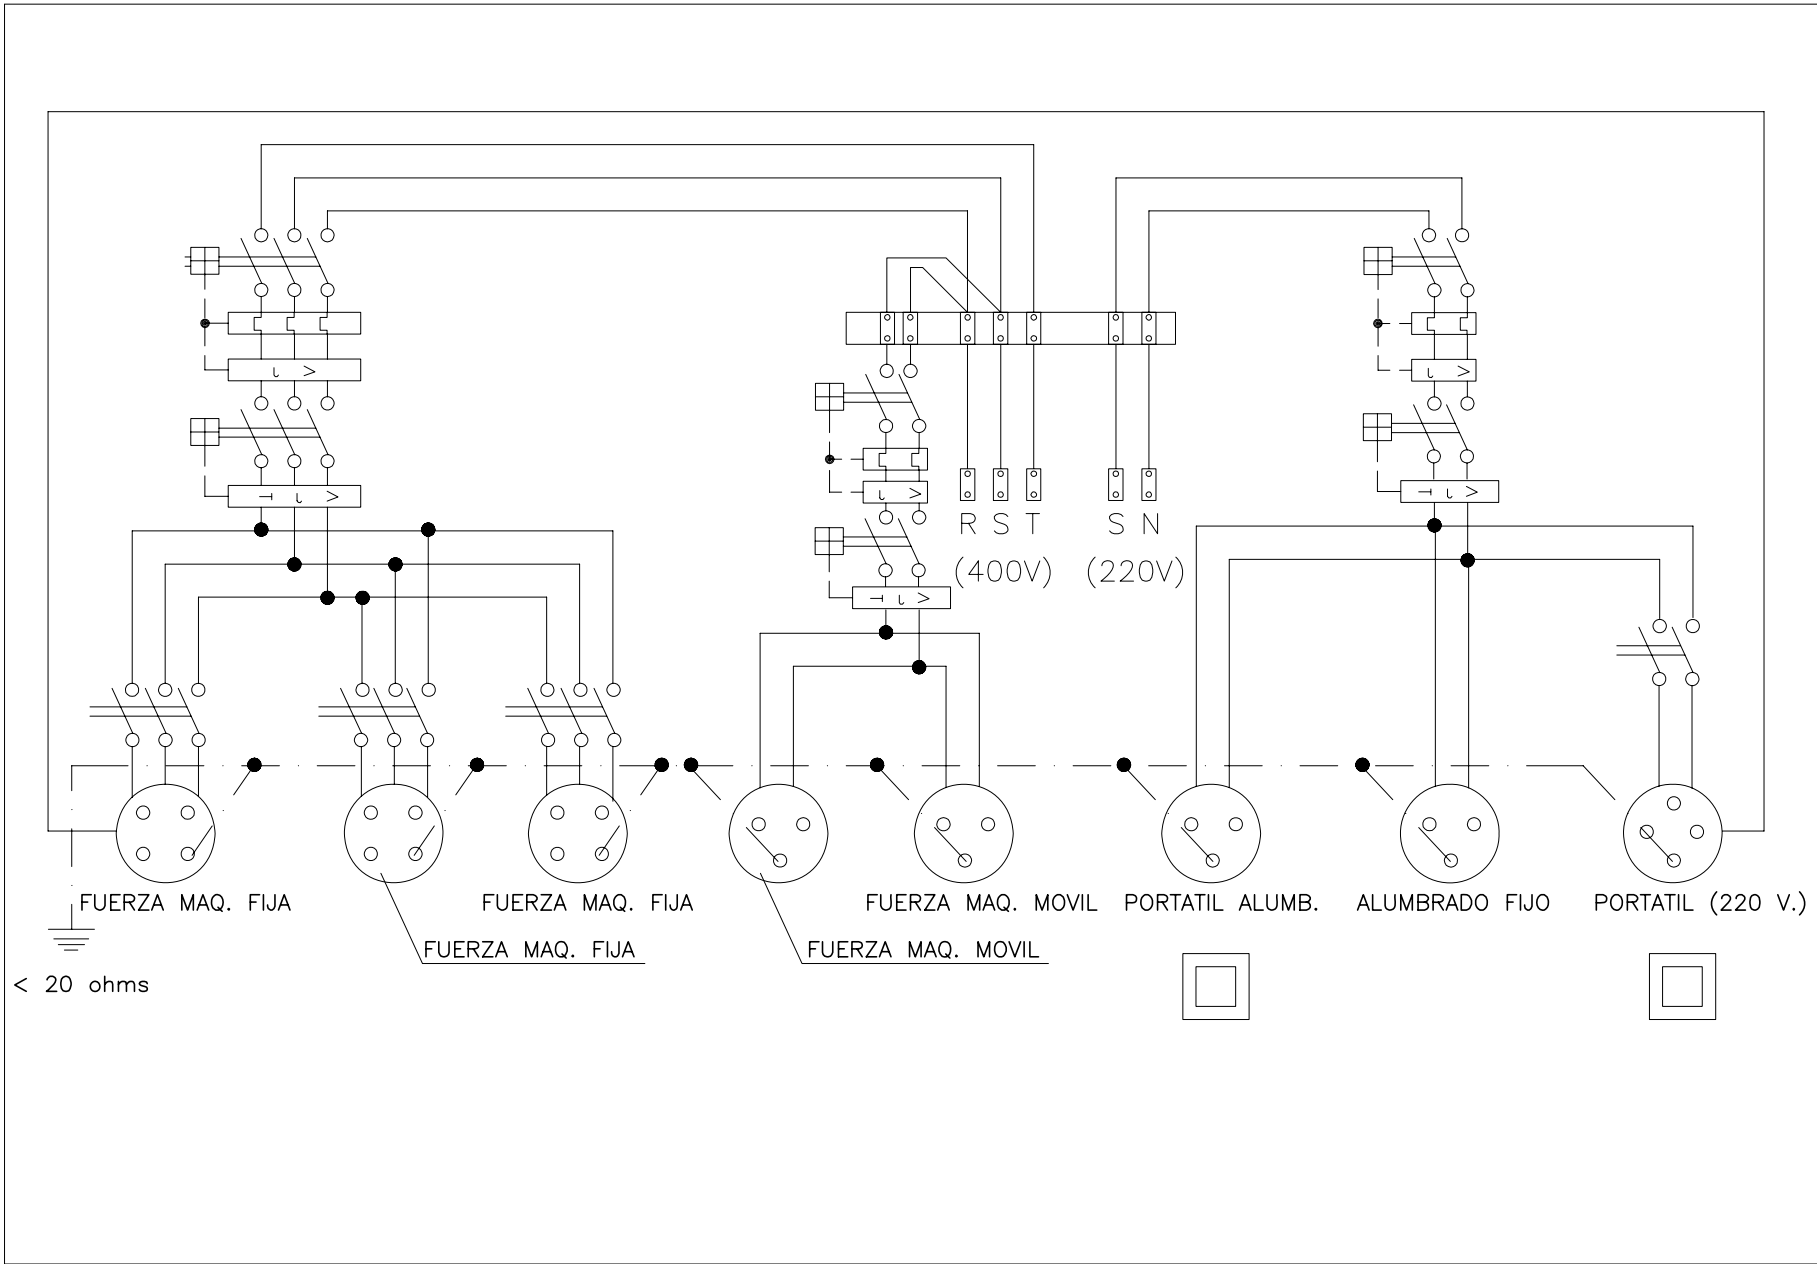 R S T
S N
(400V)
(220V)
FUERZA MAQ. FIJA
FUERZA MAQ. FIJA
FUERZA MAQ. MOVIL
PORTATIL ALUMB.
ALUMBRADO FIJO
PORTATIL (220 V.)
FUERZA MAQ. FIJA
FUERZA MAQ. MOVIL
< 20 ohms